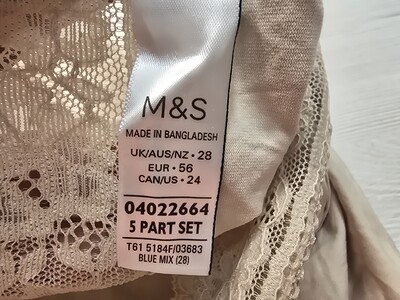 M&S
MADE IN BANGLADESH
UK/AUS/NZ • 28
EUR • 56
CAN/US • 24
04022664
5 PART SET
T61 5184F/03683
BLUE MIX (28)